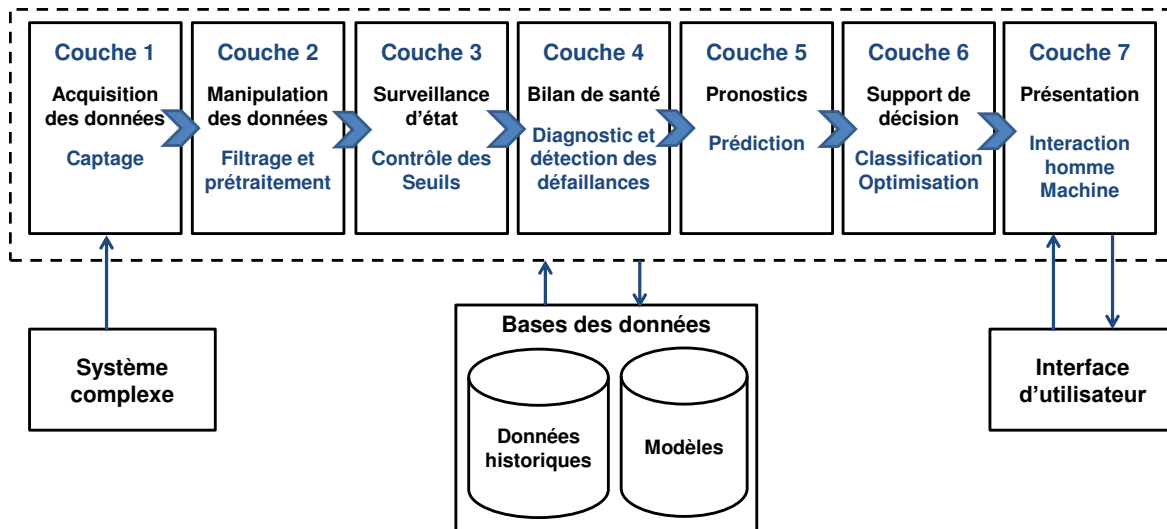 Couche 1
Acquisition
des données
Captage
Couche 2
Manipulation
des données
Filtrage et
prétraitement
Couche 3
Surveillance
d'état
Contrôle des
Seuils
Couche 4
Bilan de santé
Diagnostic et
détection des
défaillances
Couche 5
Pronostics
Prédiction
Couche 6
Support de
décision
Classification
Optimisation
Couche 7
Présentation
Interaction
homme
Machine
Système
complexe
Bases des données
Données
historiques
Modèles
Interface
d'utilisateur